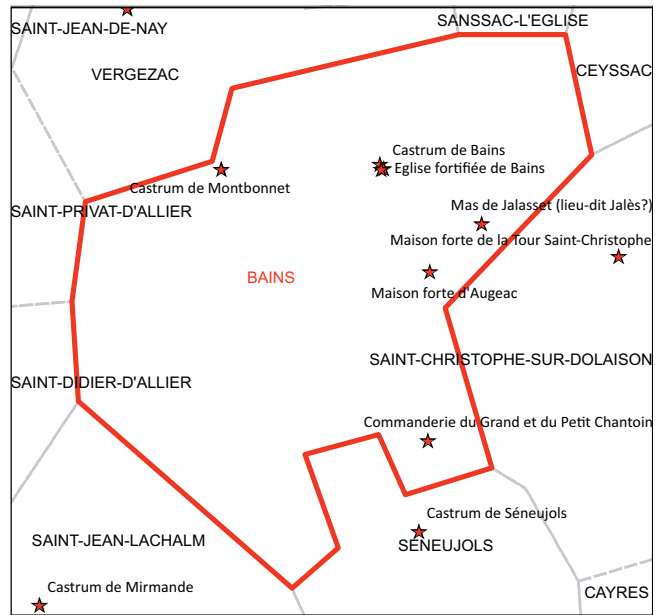 SANSSAC-L'EGLISE
SAINT-JEAN-DE-NAY
VERGEZAC
CEYSSAC
Castrum de Bains
Eglise fortifiée de Bains
Castrum de Montbonnet
Mas de Jalasset (lieu-dit Jalès?)
SAINT-PRIVAT-D'ALLIER
Maison forte de la Tour Saint-Christophe
BAINS
Maison forte d'Augeac
SAINT-CHRISTOPHE-SUR-DOLAISON
SAINT-DIDIER-D'ALLIER
Commanderie du Grand et du Petit Chantoin
Castrum de Séneujols
SAINT-JEAN-LACHALM
SENEUJOLS
Castrum de Mirmande
CAYRES